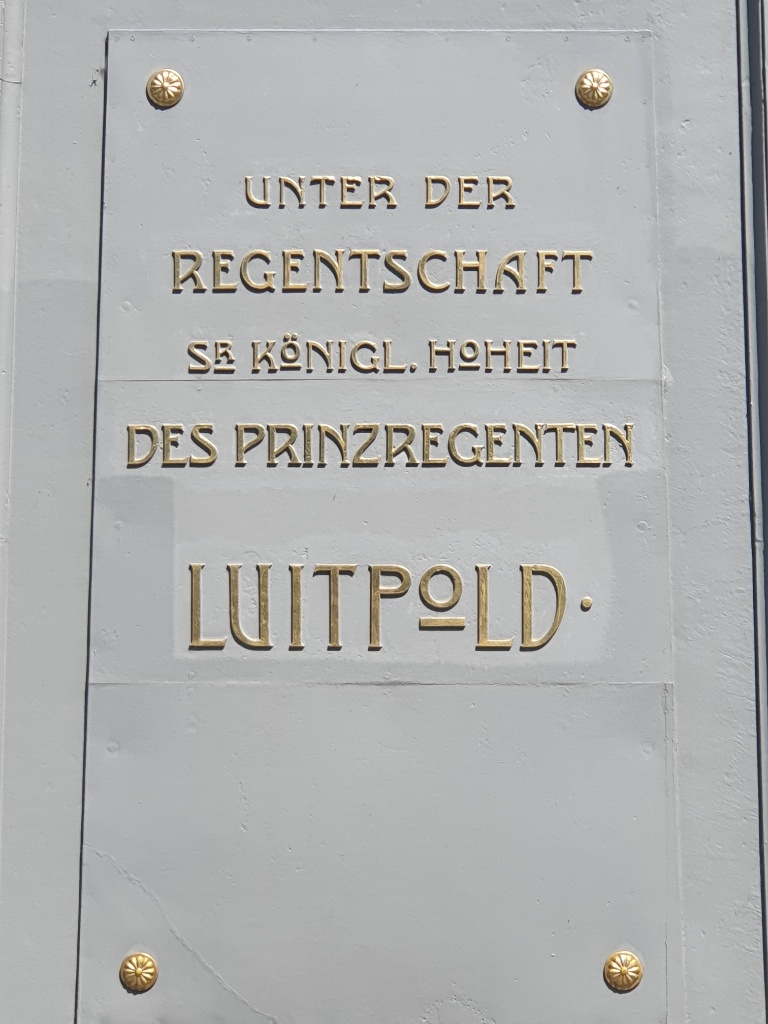 UNTER DER
REGENTSCHAFT
SR KÖNIGL. HOHEIT
DES PRINZREGENTEN
LUITPOLD.